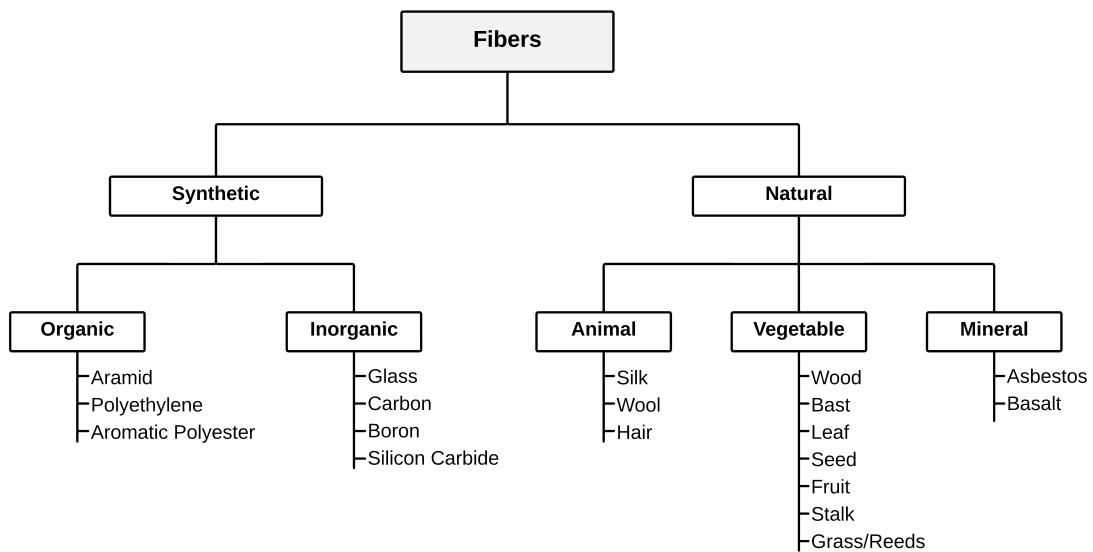 Fibers
Synthetic
Natural
Organic
Inorganic
Animal
Vegetable
Mineral
Aramid
Polyethylene
Aromatic Polyester
Glass
Carbon
Boron
Silicon Carbide
Silk
Wool
Hair
Wood
Bast
Leaf
Seed
Fruit
Stalk
Grass/Reeds
Asbestos
Basalt